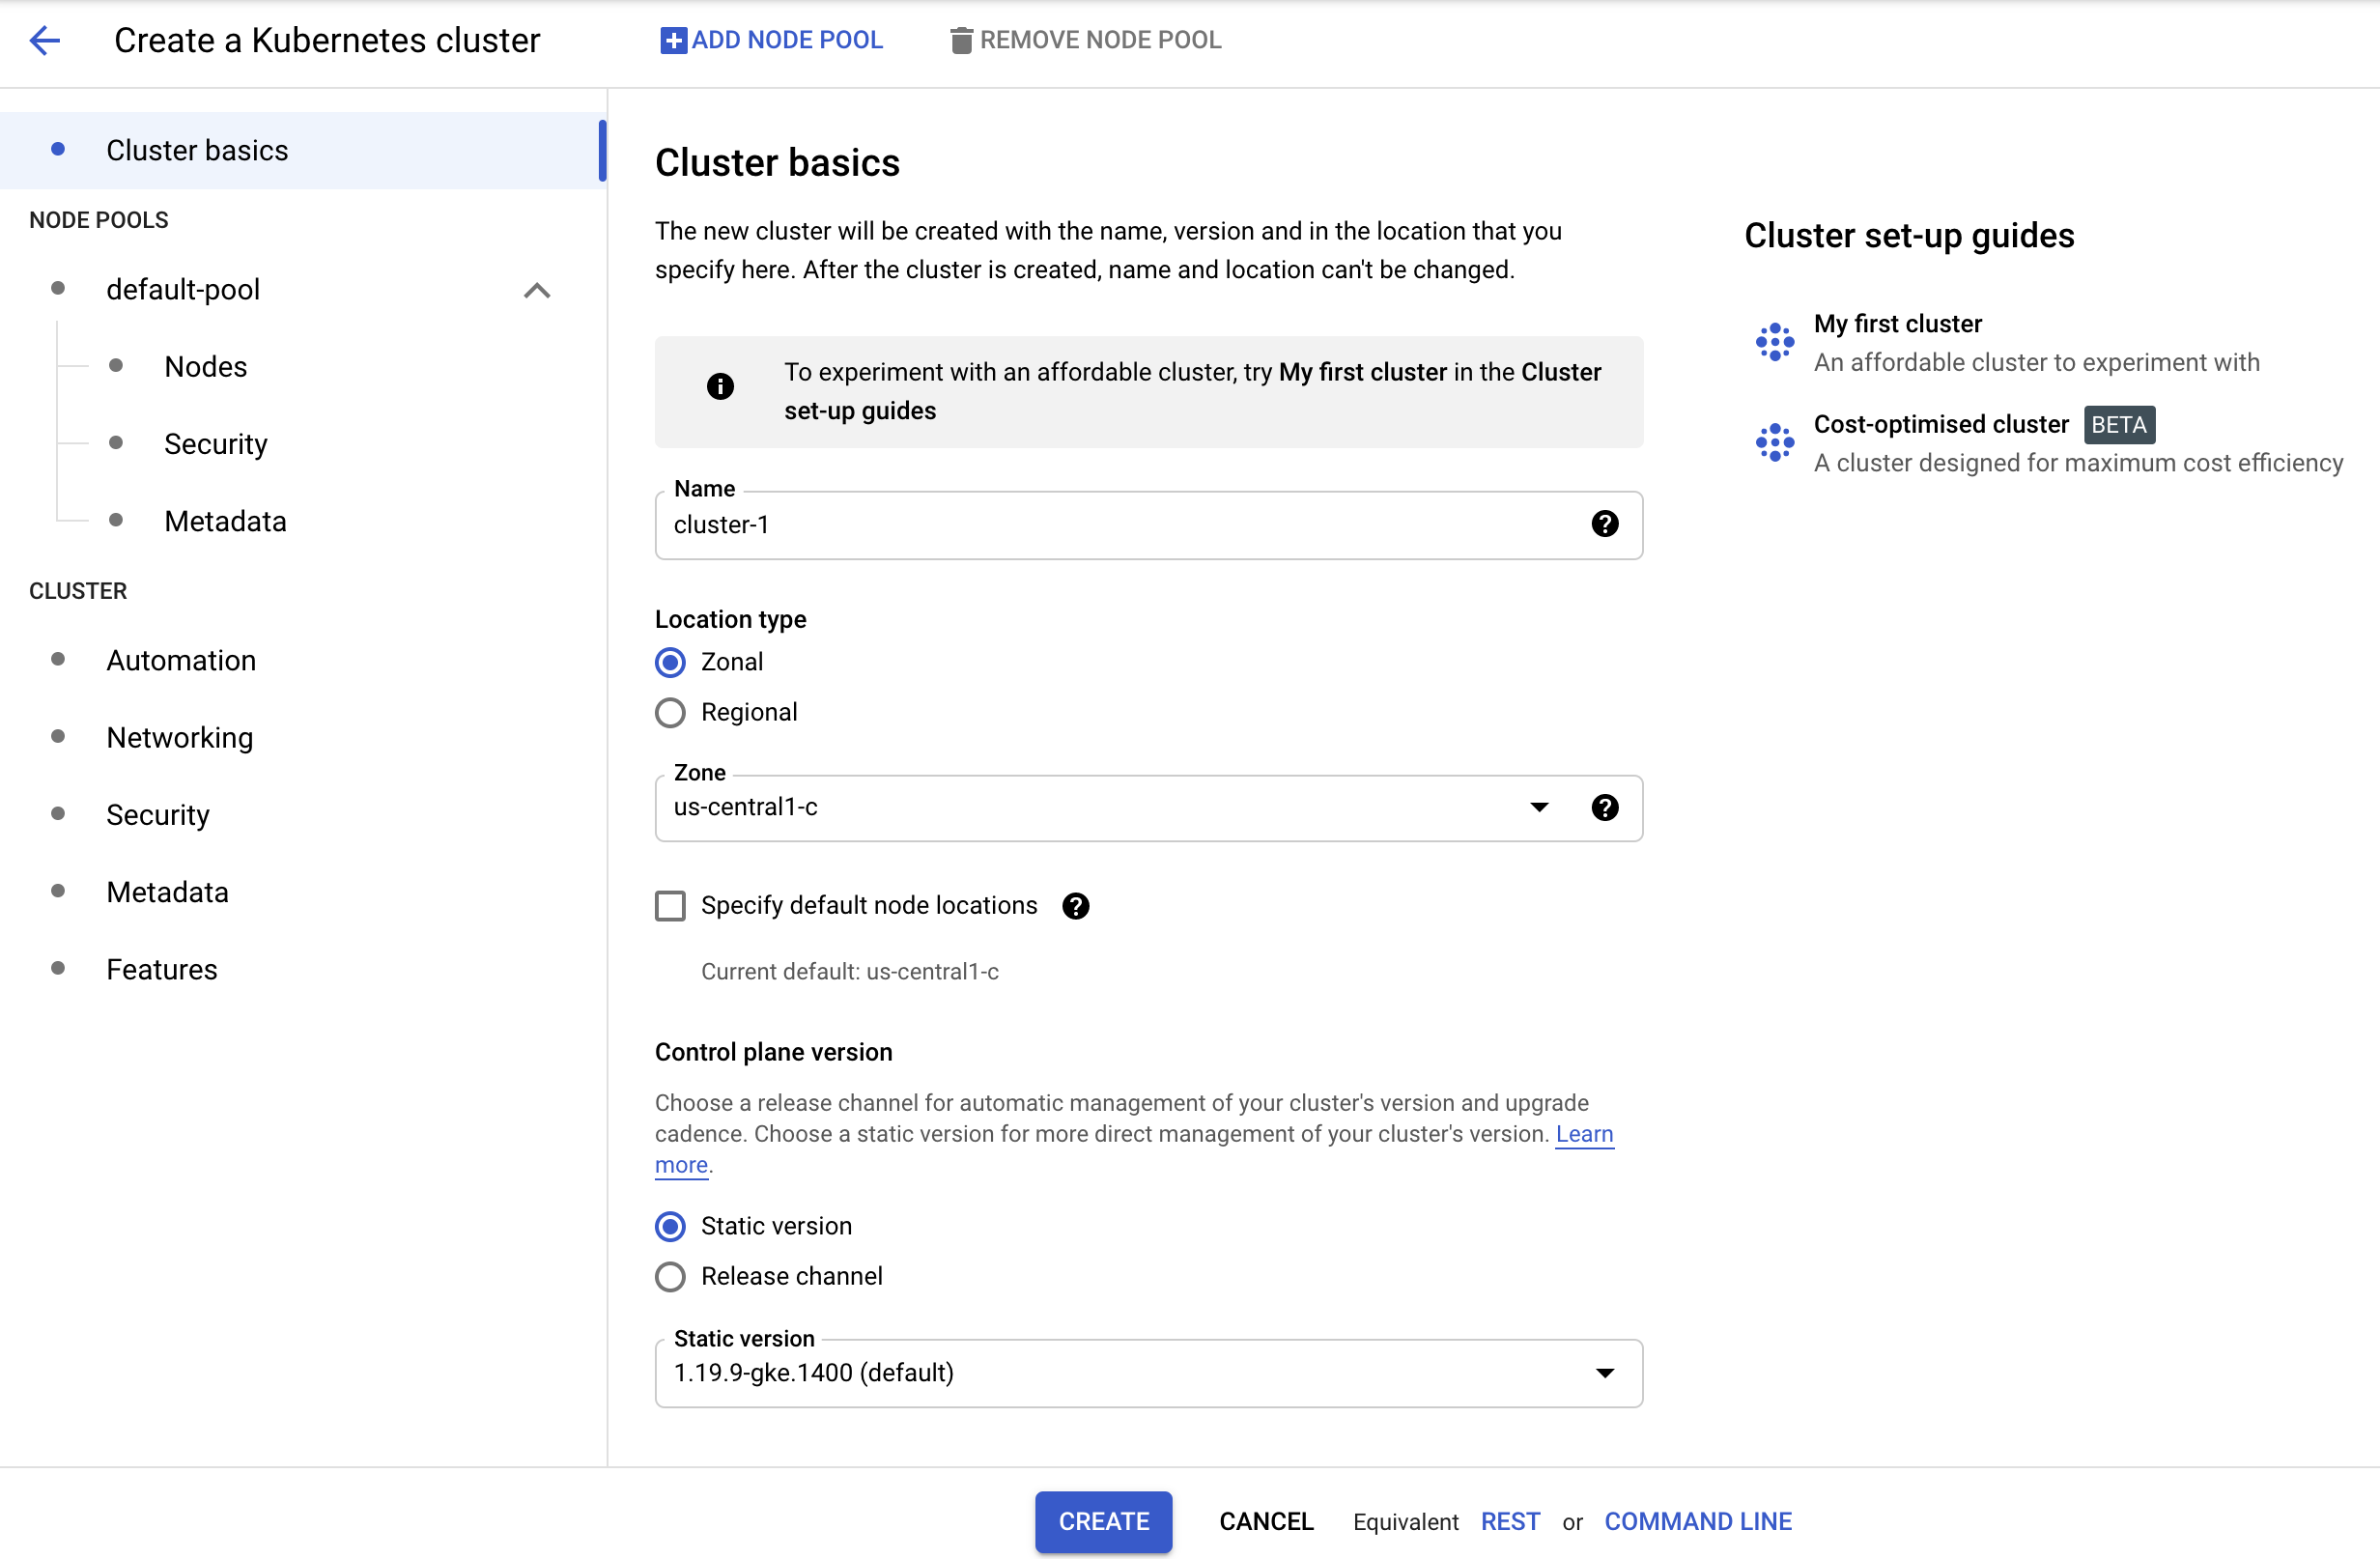 Create a Kubernetes cluster
ADD NODE POOL
REMOVE NODE POOL
Cluster basics
NODE POOLS
default-pool
Nodes
Security
Metadata
CLUSTER
Automation
Networking
Security
Metadata
Features
Cluster basics
The new cluster will be created with the name, version and in the location that you
specify here. After the cluster is created, name and location can't be changed.
To experiment with an affordable cluster, try My first cluster in the Cluster
set-up guides
Name
cluster-1
Location type
Zonal
Regional
Zone
us-central1-c
Specify default node locations
Current default: us-central1-c
Control plane version
Choose a release channel for automatic management of your cluster's version and upgrade
cadence. Choose a static version for more direct management of your cluster's version. Learn
more.
Static version
Release channel
Static version
1.19.9-gke.1400 (default)
Cluster set-up guides
My first cluster
An affordable cluster to experiment with
Cost-optimised cluster BETA
A cluster designed for maximum cost efficiency
CREATE
CANCEL
Equivalent REST or COMMAND LINE